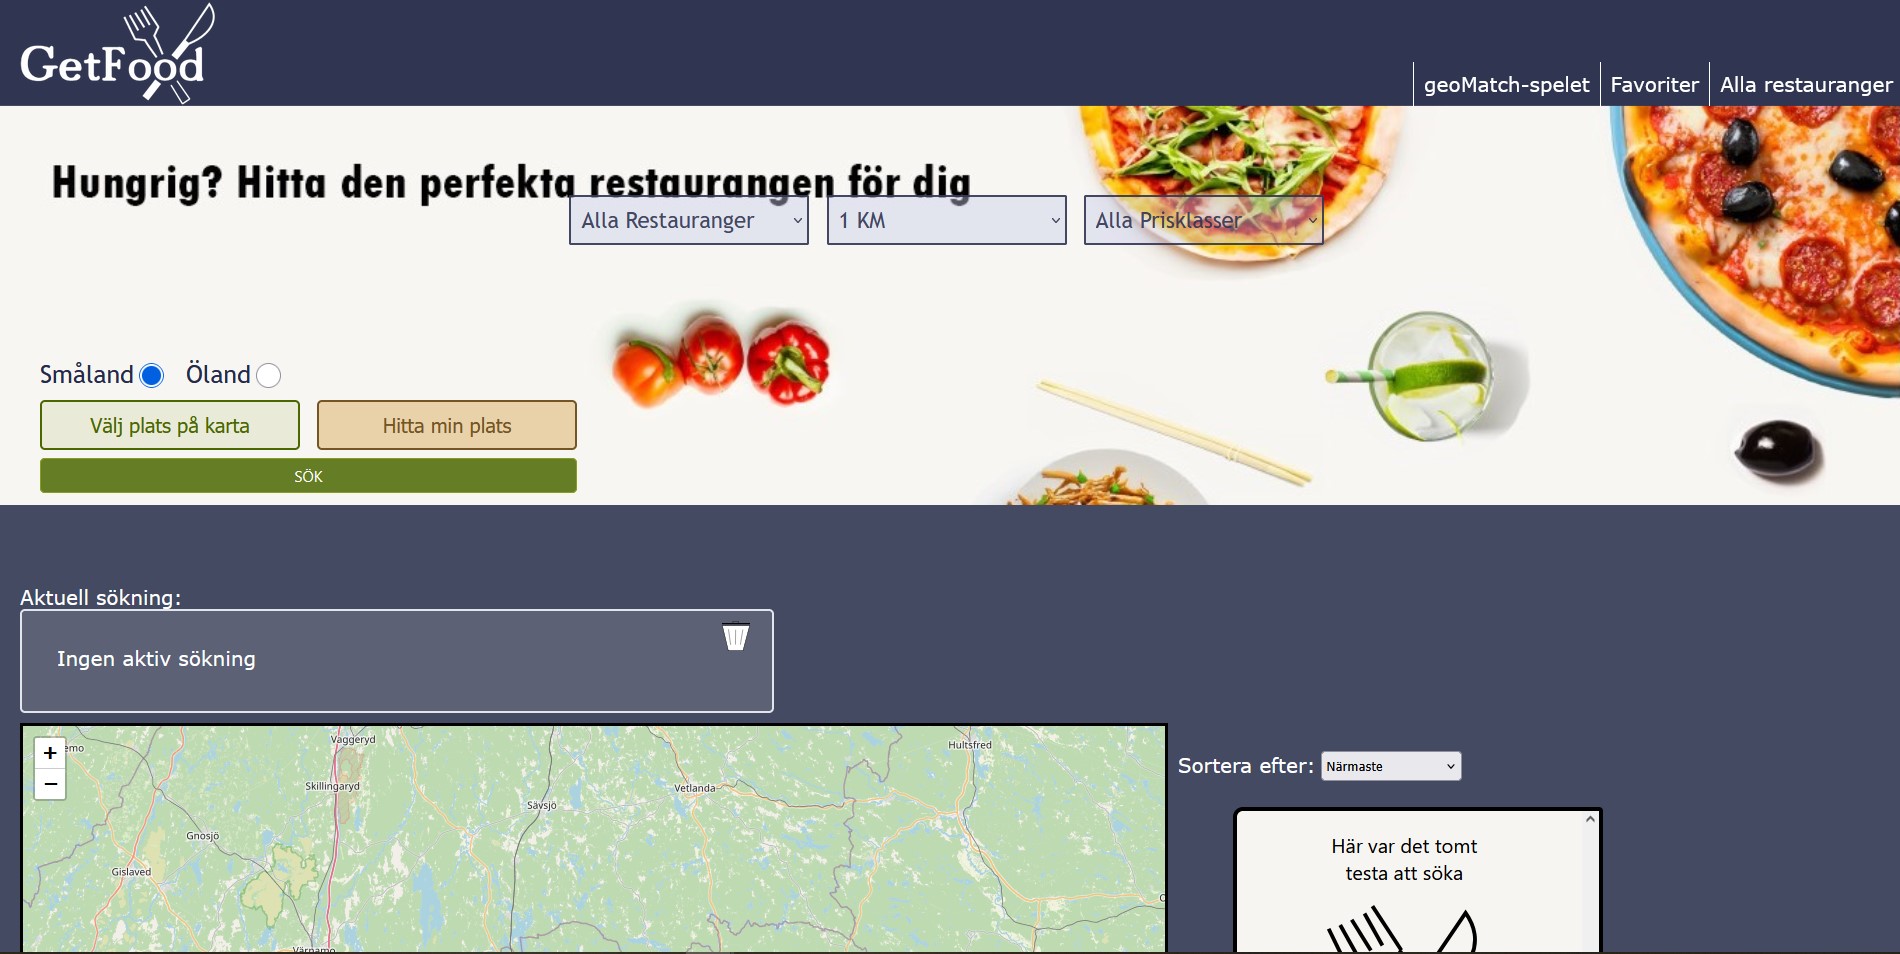 GetFood
geoMatch-spelet
Favoriter
Alla restauranger
Hungrig? Hitta den perfekta restaurangen för dig
Alla Restauranger
1 KM
Alla Prisklasser
Småland
Öland
Välj plats på karta
Hitta min plats
SÖK
Aktuell sökning:
Ingen aktiv sökning
+
−
Vaggeryd
Hultsfred
Skillingaryd
Vetlanda
Sävsjö
Gnosjö
Gislaved
Värnamo
Sortera efter:
Närmaste
Här var det tomt
testa att söka